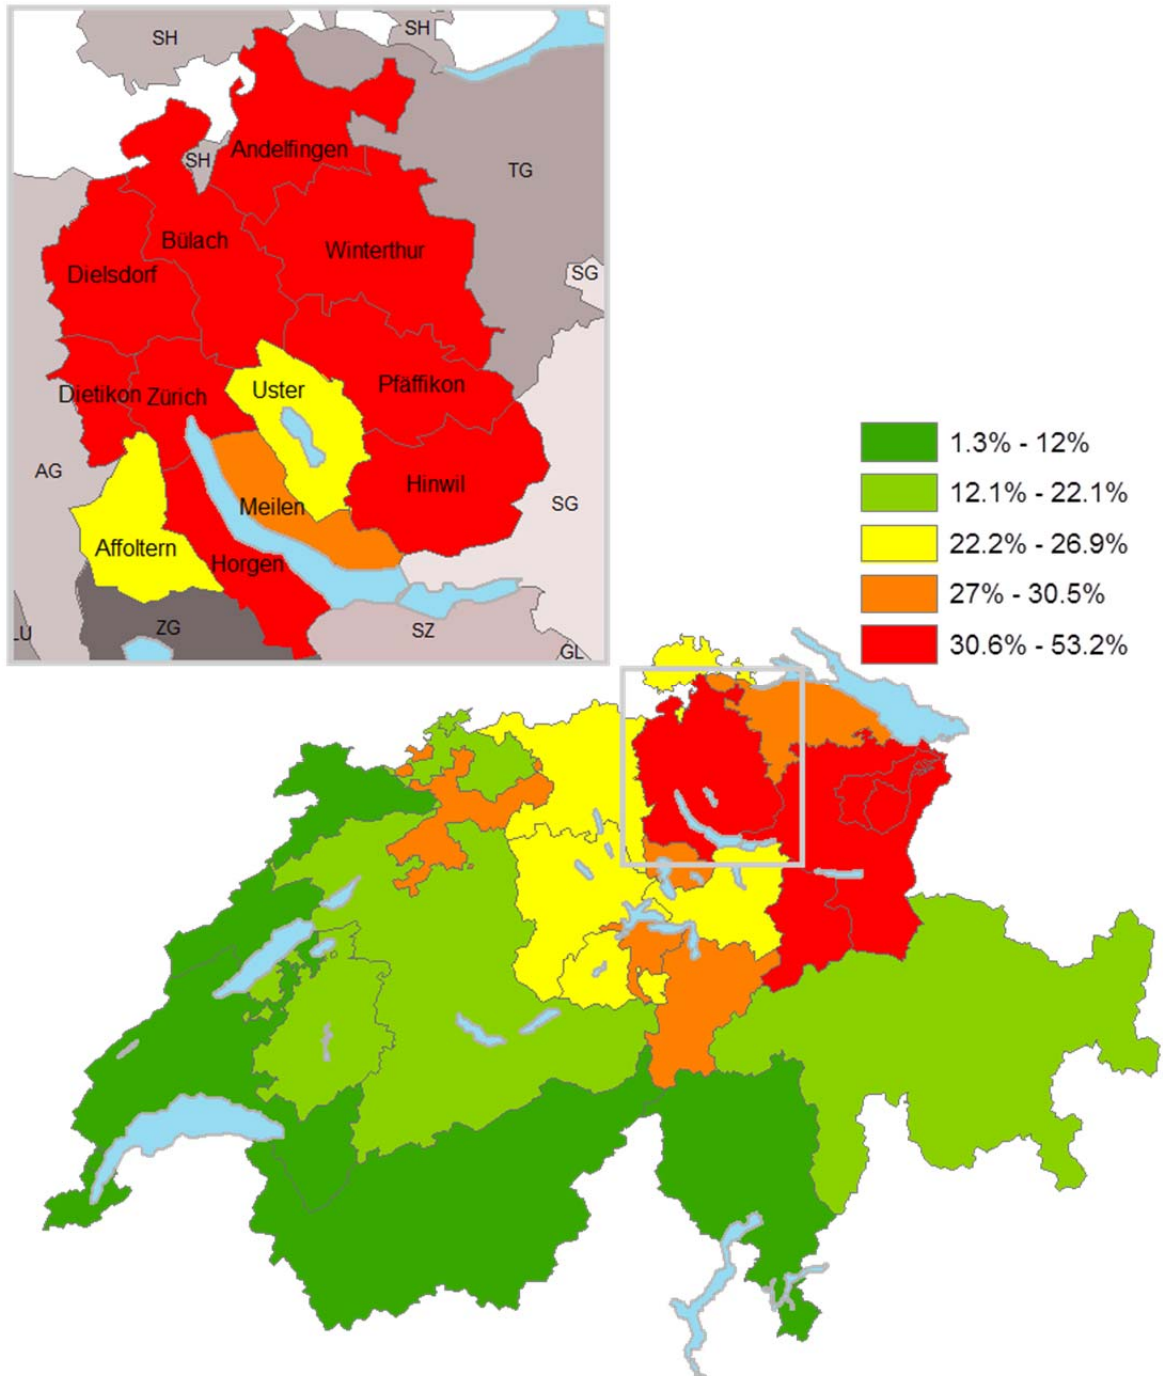 SH
SH
SH
Andelfingen
TG
Bülach
Winterthur
Dielsdorf
SG
Dietikon
Zürich
Uster
Pfäffikon
AG
Meilen
Hinwil
SG
Affoltern
Horgen
LU
ZG
SZ
GL
1.3% - 12%
12.1% - 22.1%
22.2% - 26.9%
27% - 30.5%
30.6% - 53.2%